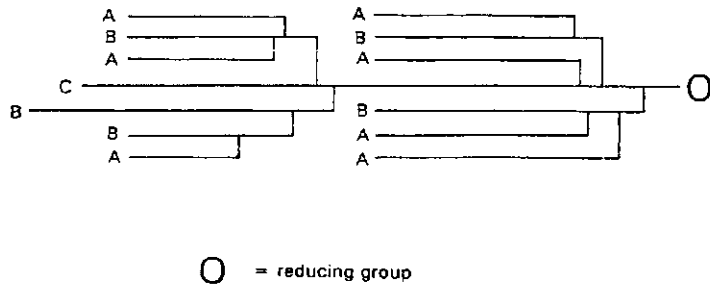 A A
B B
A A
C
B B
B A
A A
O = reducing group